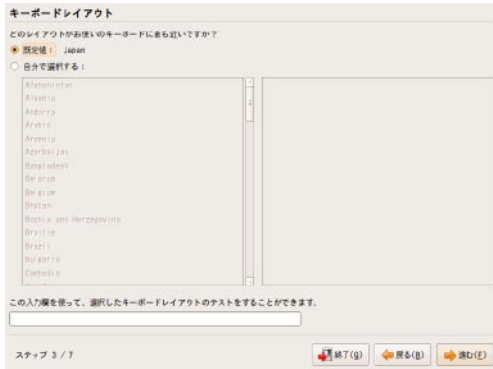 キーボードレイアウト
どのレイアウトがお使いのキーボードにまも近いですか？
既定値： Japan
自分で選択する：
Afghanistan
Albania
Andorra
Arabic
Armenia
Azerbaijan
Bangladesh
Belarus
Belgium
Bhutan
Bosnia and Herzegovina
Braille
Brazil
Bulgaria
Cambodia
この入力欄を使って、選択したキーボードレイアウトのテストをすることができます。
ステップ 3 / 7
終了(Q)
戻る(B)
進む(F)